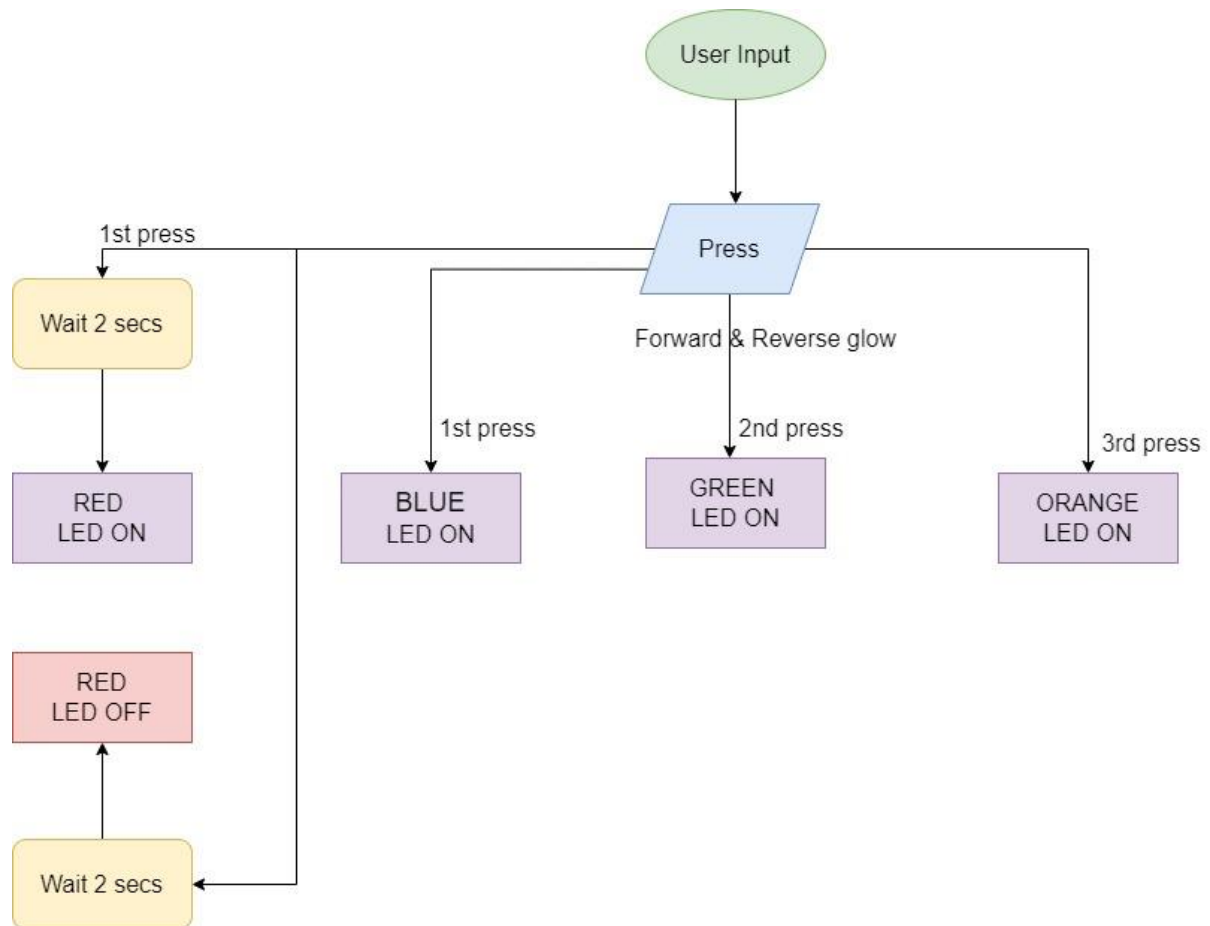 User Input
Press
1st press
Wait 2 secs
Forward & Reverse glow
1st press
2nd press
3rd press
RED
LED ON
BLUE
LED ON
GREEN
LED ON
ORANGE
LED ON
RED
LED OFF
Wait 2 secs